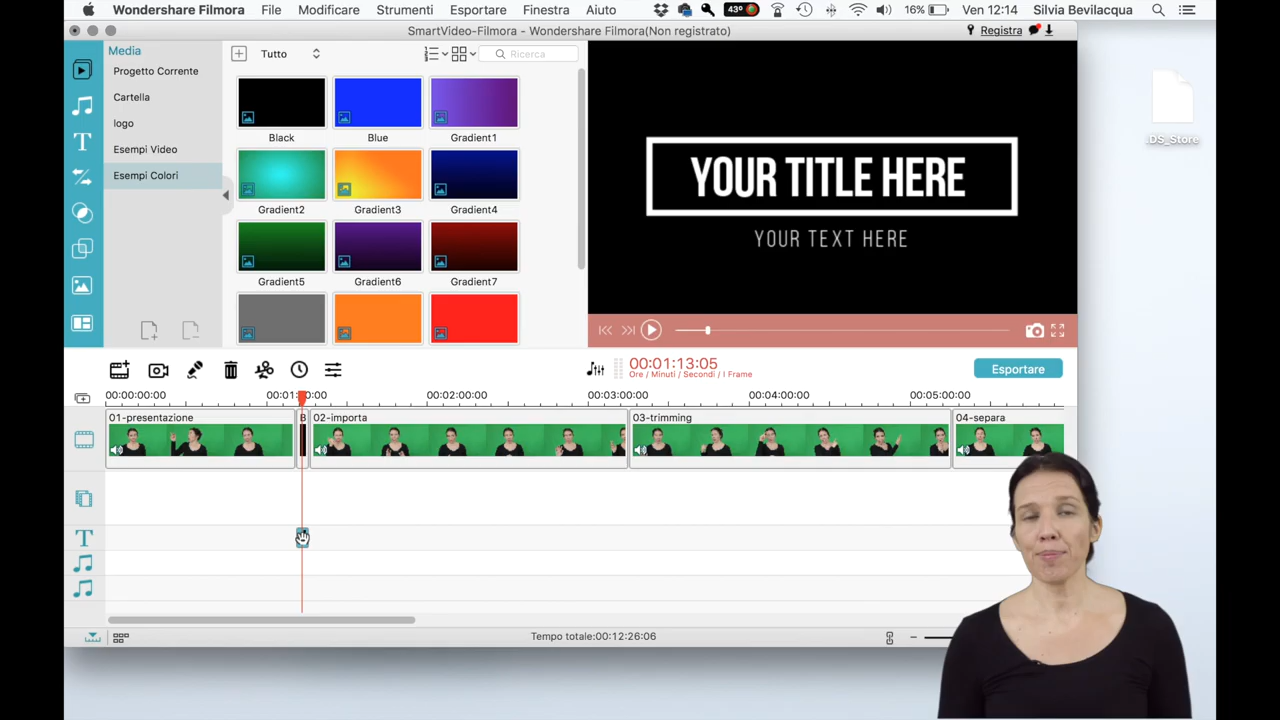 Wondershare Filmora File Modificare Strumenti Esportare Finestra Aiuto 43° 16% Ven 12:14 Silvia Bevilacqua
SmartVideo-Filmora - Wondershare Filmora(Non registrato) Registra
Media
Progetto Corrente
Cartella
logo
Esempi Video
Esempi Colori
Tutto Ricerca
Black Blue Gradient1
Gradient2 Gradient3 Gradient4
Gradient5 Gradient6 Gradient7
YOUR TITLE HERE
YOUR TEXT HERE
.DS_Store
00:01:13:05
Ore / Minuti / Secondi / I Frame
Esportare
00:00:00:00 00:02:00:00 00:03:00:00 00:04:00:00 00:05:00:00
01-presentazione B 02-importa 03-trimming 04-separa
T
Tempo totale:00:12:26:06